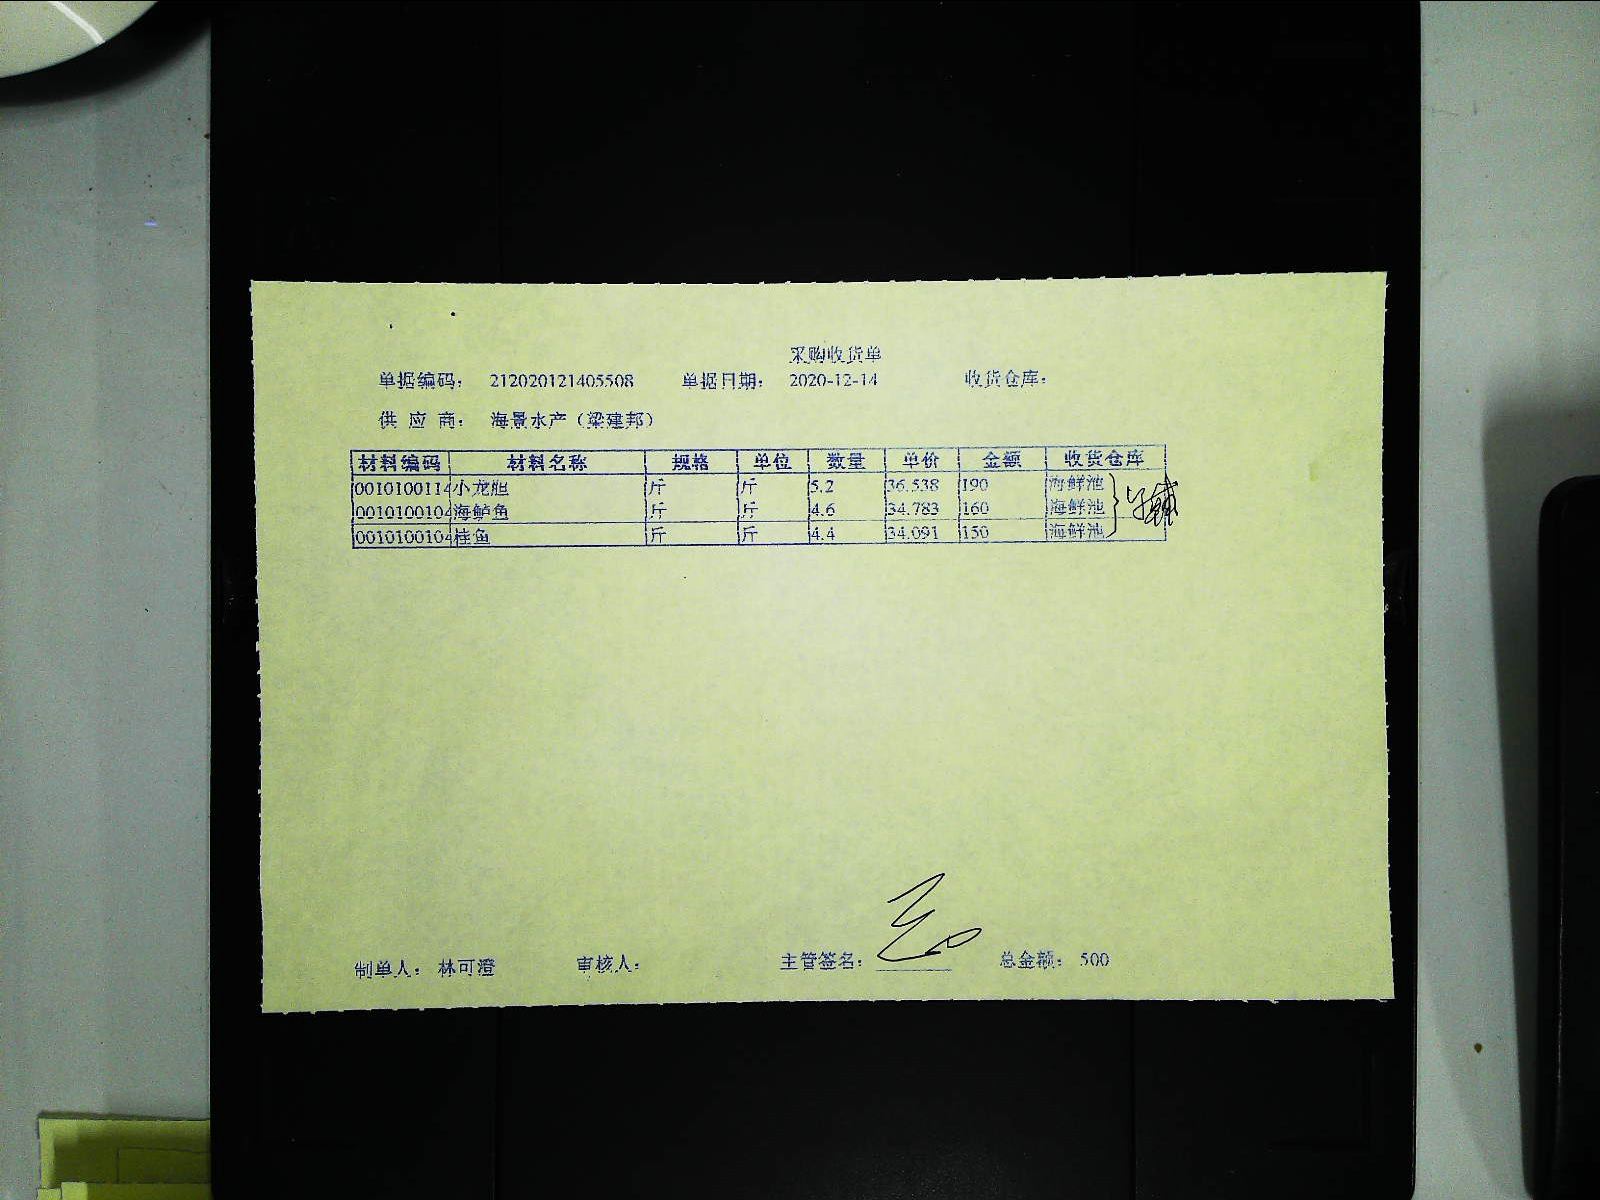 采购收货单
单据编码： 212020121405508 单据日期： 2020-12-14 收货仓库：
供 应 商： 海景水产（梁建邦）
材料编码 材料名称 规格 单位 数量 单价 金额 收货仓库
0010100114 小龙胆 斤 斤 5.2 36.538 190 海鲜池
0010100104 海鲈鱼 斤 斤 4.6 34.783 160 海鲜池
0010100104 桂鱼 斤 斤 4.4 34.091 150 海鲜池
制单人： 林可澄 审核人： 主管签名： 总金额： 500